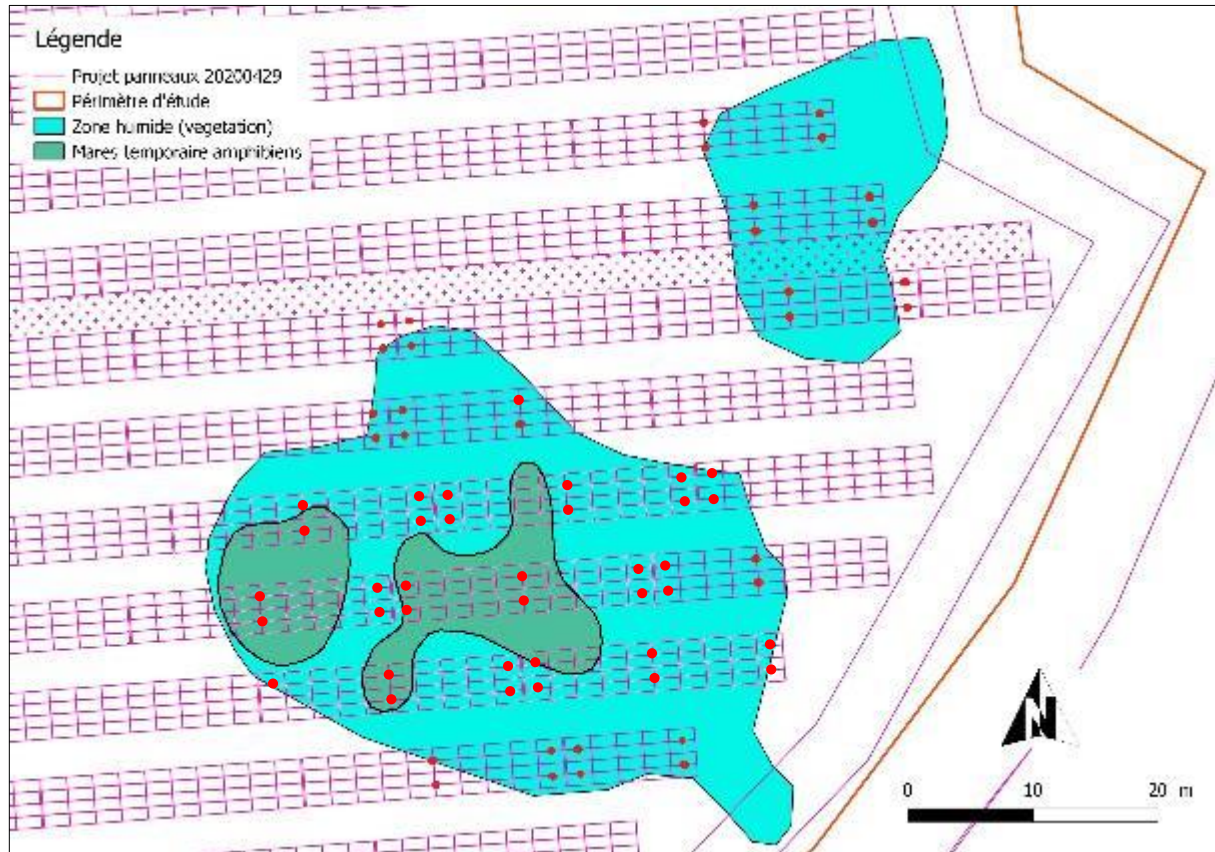 Légende
Projet panneaux 20200429
Périmètre d'étude
Zone humide (vegetation)
Mares temporaire amphibiens
N
0 10 20 m